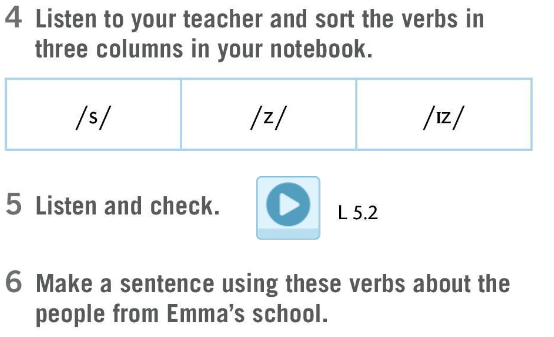 4 Listen to your teacher and sort the verbs in
three columns in your notebook.
/s/ /z/ /ɪz/
5 Listen and check. L 5.2
6 Make a sentence using these verbs about the
people from Emma's school.